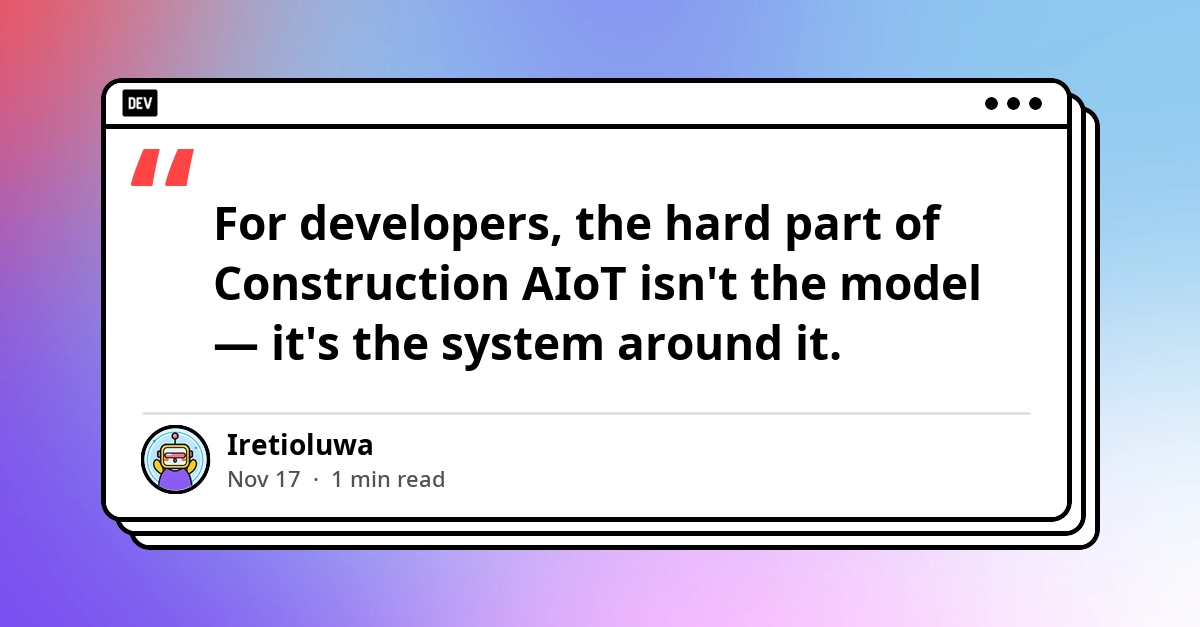 DEV
For developers, the hard part of
Construction AIoT isn't the model
— it's the system around it.
Iretioluwa
Nov 17 · 1 min read